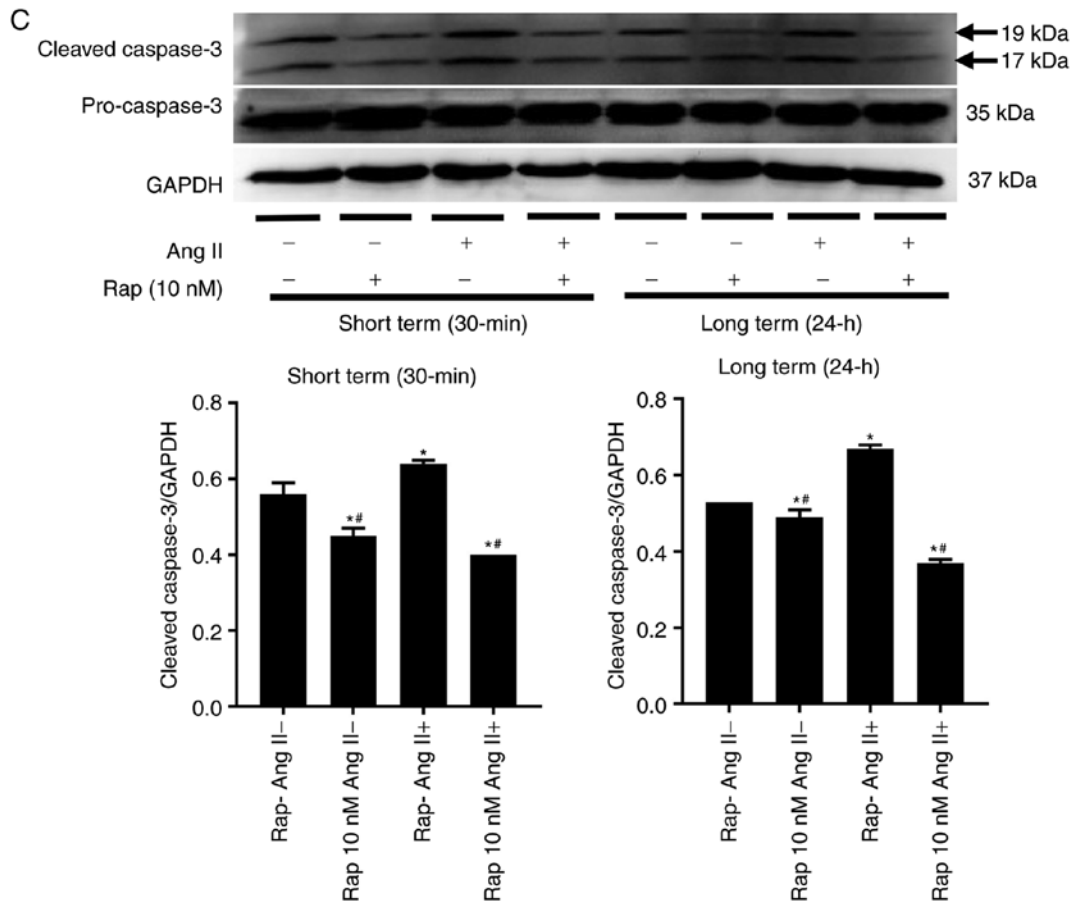 C
Cleaved caspase-3
19 kDa
17 kDa
Pro-caspase-3
35 kDa
GAPDH
37 kDa
Ang II – – + + – – + +
Rap (10 nM) – + – + – + – +
Short term (30-min)
Long term (24-h)
Short term (30-min)
Cleaved caspase-3/GAPDH
0.8
0.6
0.4
0.2
0.0
*#
*
*#
Rap- Ang II–
Rap 10 nM Ang II–
Rap- Ang II+
Rap 10 nM Ang II+
Long term (24-h)
Cleaved caspase-3/GAPDH
0.8
0.6
0.4
0.2
0.0
*#
*
*#
Rap- Ang II–
Rap 10 nM Ang II–
Rap- Ang II+
Rap 10 nM Ang II+